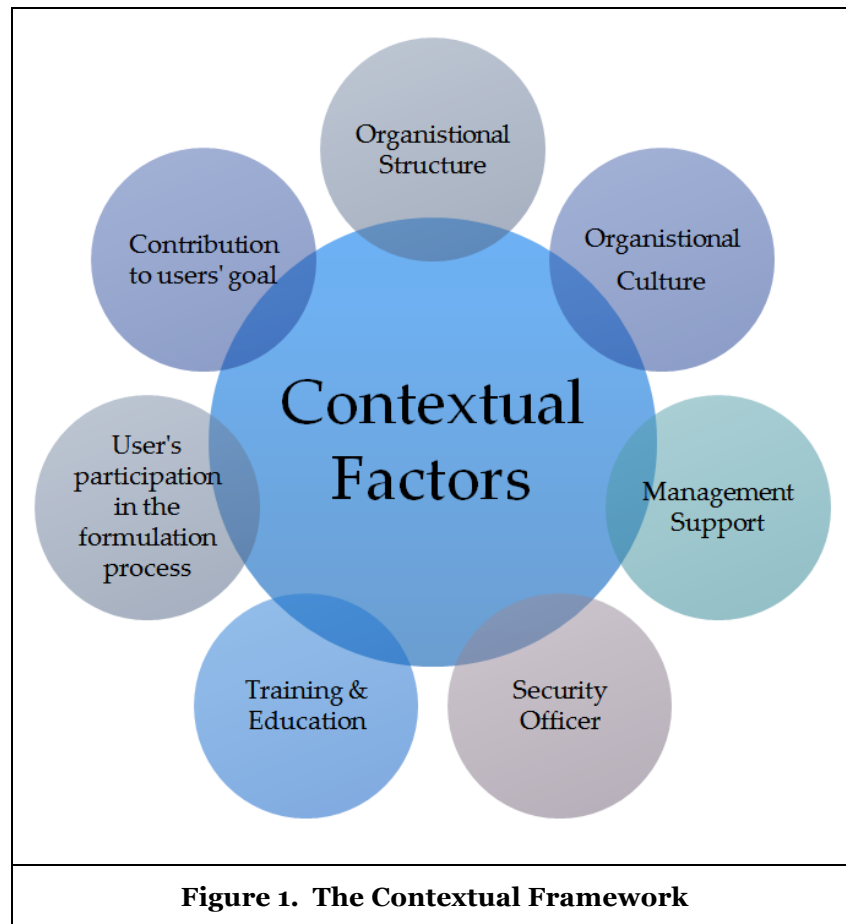 Organistional
Structure
Organistional
Culture
Management
Support
Security
Officer
Training &
Education
User's
participation
in the
formulation
process
Contribution
to users' goal
Contextual
Factors
Figure 1. The Contextual Framework